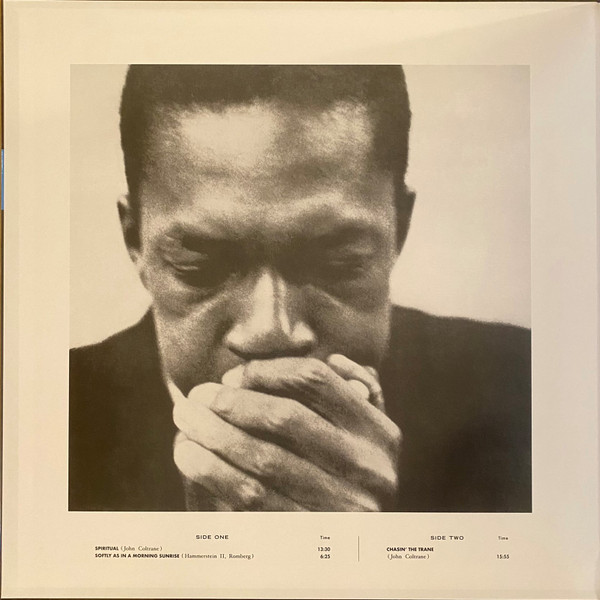 SIDE ONE Time
SPIRITUAL (John Coltrane) 13:30
SOFTLY AS IN A MORNING SUNRISE (Hammerstein II, Romberg) 6:25
SIDE TWO Time
CHASIN' THE TRANE
(John Coltrane) 15:55